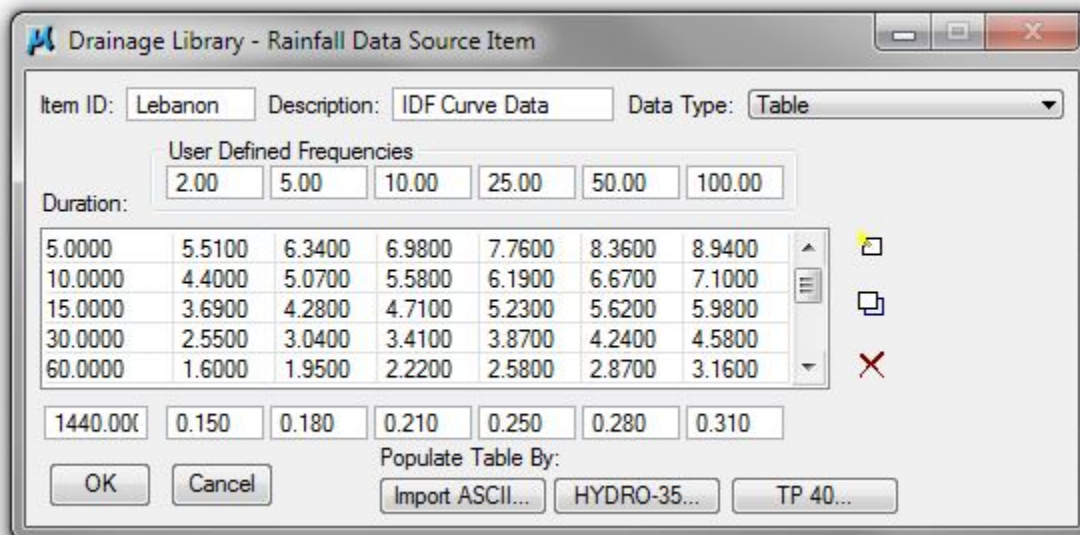 Drainage Library - Rainfall Data Source Item
Item ID: Lebanon Description: IDF Curve Data Data Type: Table
User Defined Frequencies
2.00 5.00 10.00 25.00 50.00 100.00
Duration:
5.0000 5.5100 6.3400 6.9800 7.7600 8.3600 8.9400
10.0000 4.4000 5.0700 5.5800 6.1900 6.6700 7.1000
15.0000 3.6900 4.2800 4.7100 5.2300 5.6200 5.9800
30.0000 2.5500 3.0400 3.4100 3.8700 4.2400 4.5800
60.0000 1.6000 1.9500 2.2200 2.5800 2.8700 3.1600
1440.00( 0.150 0.180 0.210 0.250 0.280 0.310
Populate Table By:
OK Cancel Import ASCII... HYDRO-35... TP 40...